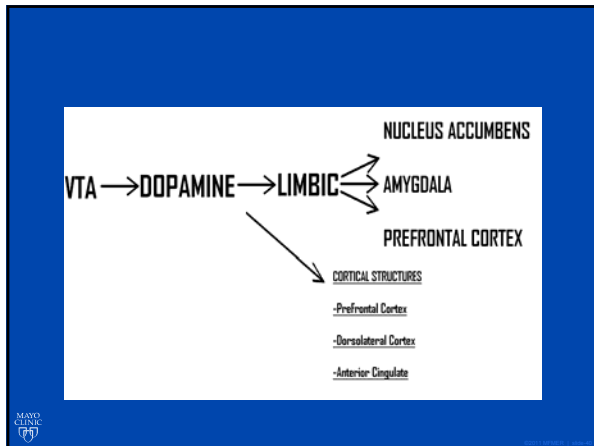 NUCLEUS ACCUMBENS
VTA DOPAMINE LIMBIC AMYGDALA
PREFRONTAL CORTEX
CORTICAL STRUCTURES
-Prefrontal Cortex
-Dorsolateral Cortex
-Anterior Cingulate
MAYO
CLINIC